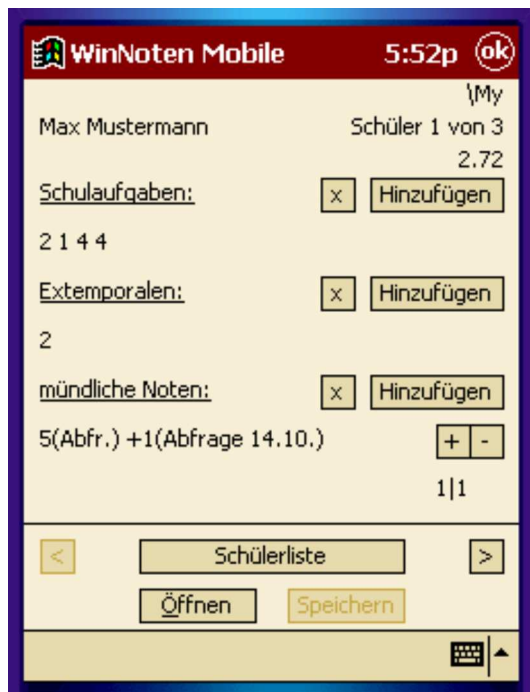 WinNoten Mobile 5:52p ok
\My
Max Mustermann Schüler 1 von 3
2.72
Schulaufgaben: x Hinzufügen
2 1 4 4
Extemporalen: x Hinzufügen
2
mündliche Noten: x Hinzufügen
5(Abfr.) +1(Abfrage 14.10.) + -
1|1
< Schülerliste >
Öffnen Speichern